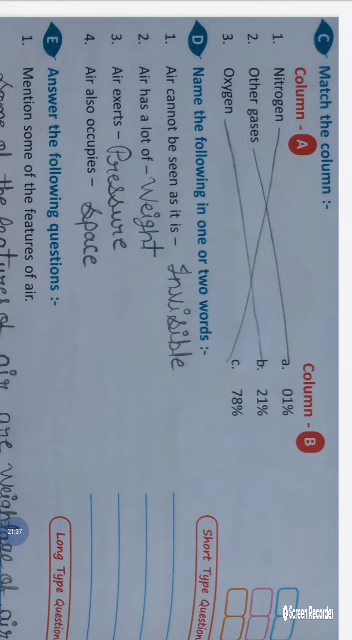 C Match the column :-
Column - A Column - B
1. Nitrogen a. 01%
2. Other gases b. 21%
3. Oxygen c. 78%
D Name the following in one or two words :- Short Type Question
1. Air cannot be seen as it is – Invisible
2. Air has a lot of – Weight
3. Air exerts – Pressure
4. Air also occupies – Space
E Answer the following questions :- Long Type Question
1. Mention some of the features of air.
Some of the features of air are weight of air
21:37
Screen Recorder